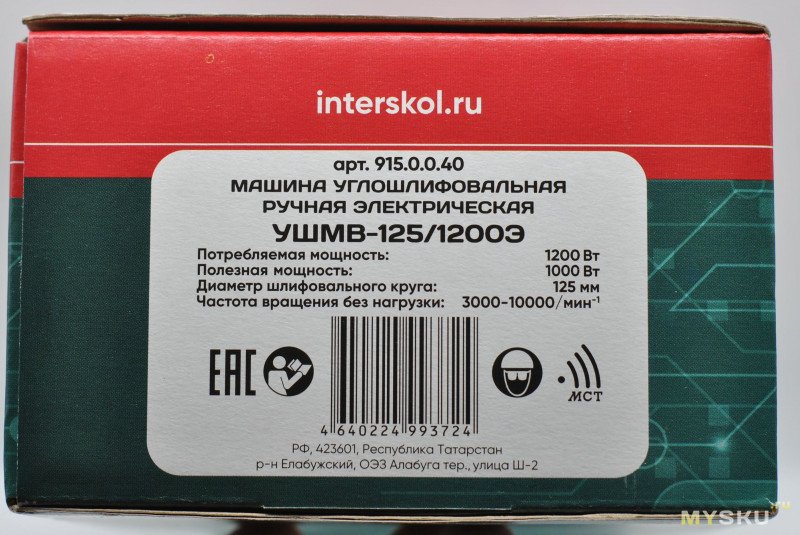 interskol.ru
арт. 915.0.0.40
МАШИНА УГЛОШЛИФОВАЛЬНАЯ
РУЧНАЯ ЭЛЕКТРИЧЕСКАЯ
УШМВ-125/1200Э
Потребляемая мощность: 1200 Вт
Полезная мощность: 1000 Вт
Диаметр шлифовального круга: 125 мм
Частота вращения без нагрузки: 3000-10000/мин⁻¹
EAC
МСТ
4 640224 993724
РФ, 423601, Республика Татарстан
р-н Елабужский, ОЭЗ Алабуга тер., улица Ш-2
MYSKU.RU